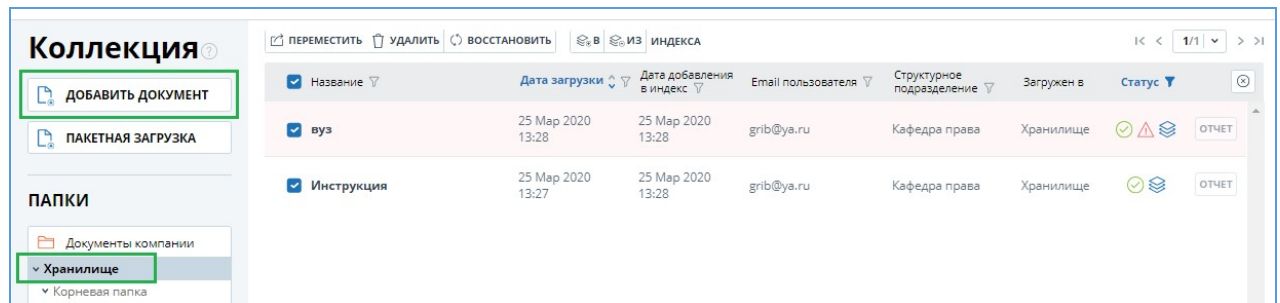 Коллекция
ДОБАВИТЬ ДОКУМЕНТ
ПАКЕТНАЯ ЗАГРУЗКА
ПАПКИ
Документы компании
Хранилище
Корневая папка
ПЕРЕМЕСТИТЬ УДАЛИТЬ ВОССТАНОВИТЬ В ИЗ ИНДЕКСА
1/1
Название Дата загрузки Дата добавления в индекс Email пользователя Структурное подразделение Загружен в Статус
вуз 25 Мар 2020 13:28 25 Мар 2020 13:28 grib@ya.ru Кафедра права Хранилище ОТЧЕТ
Инструкция 25 Мар 2020 13:27 25 Мар 2020 13:28 grib@ya.ru Кафедра права Хранилище ОТЧЕТ